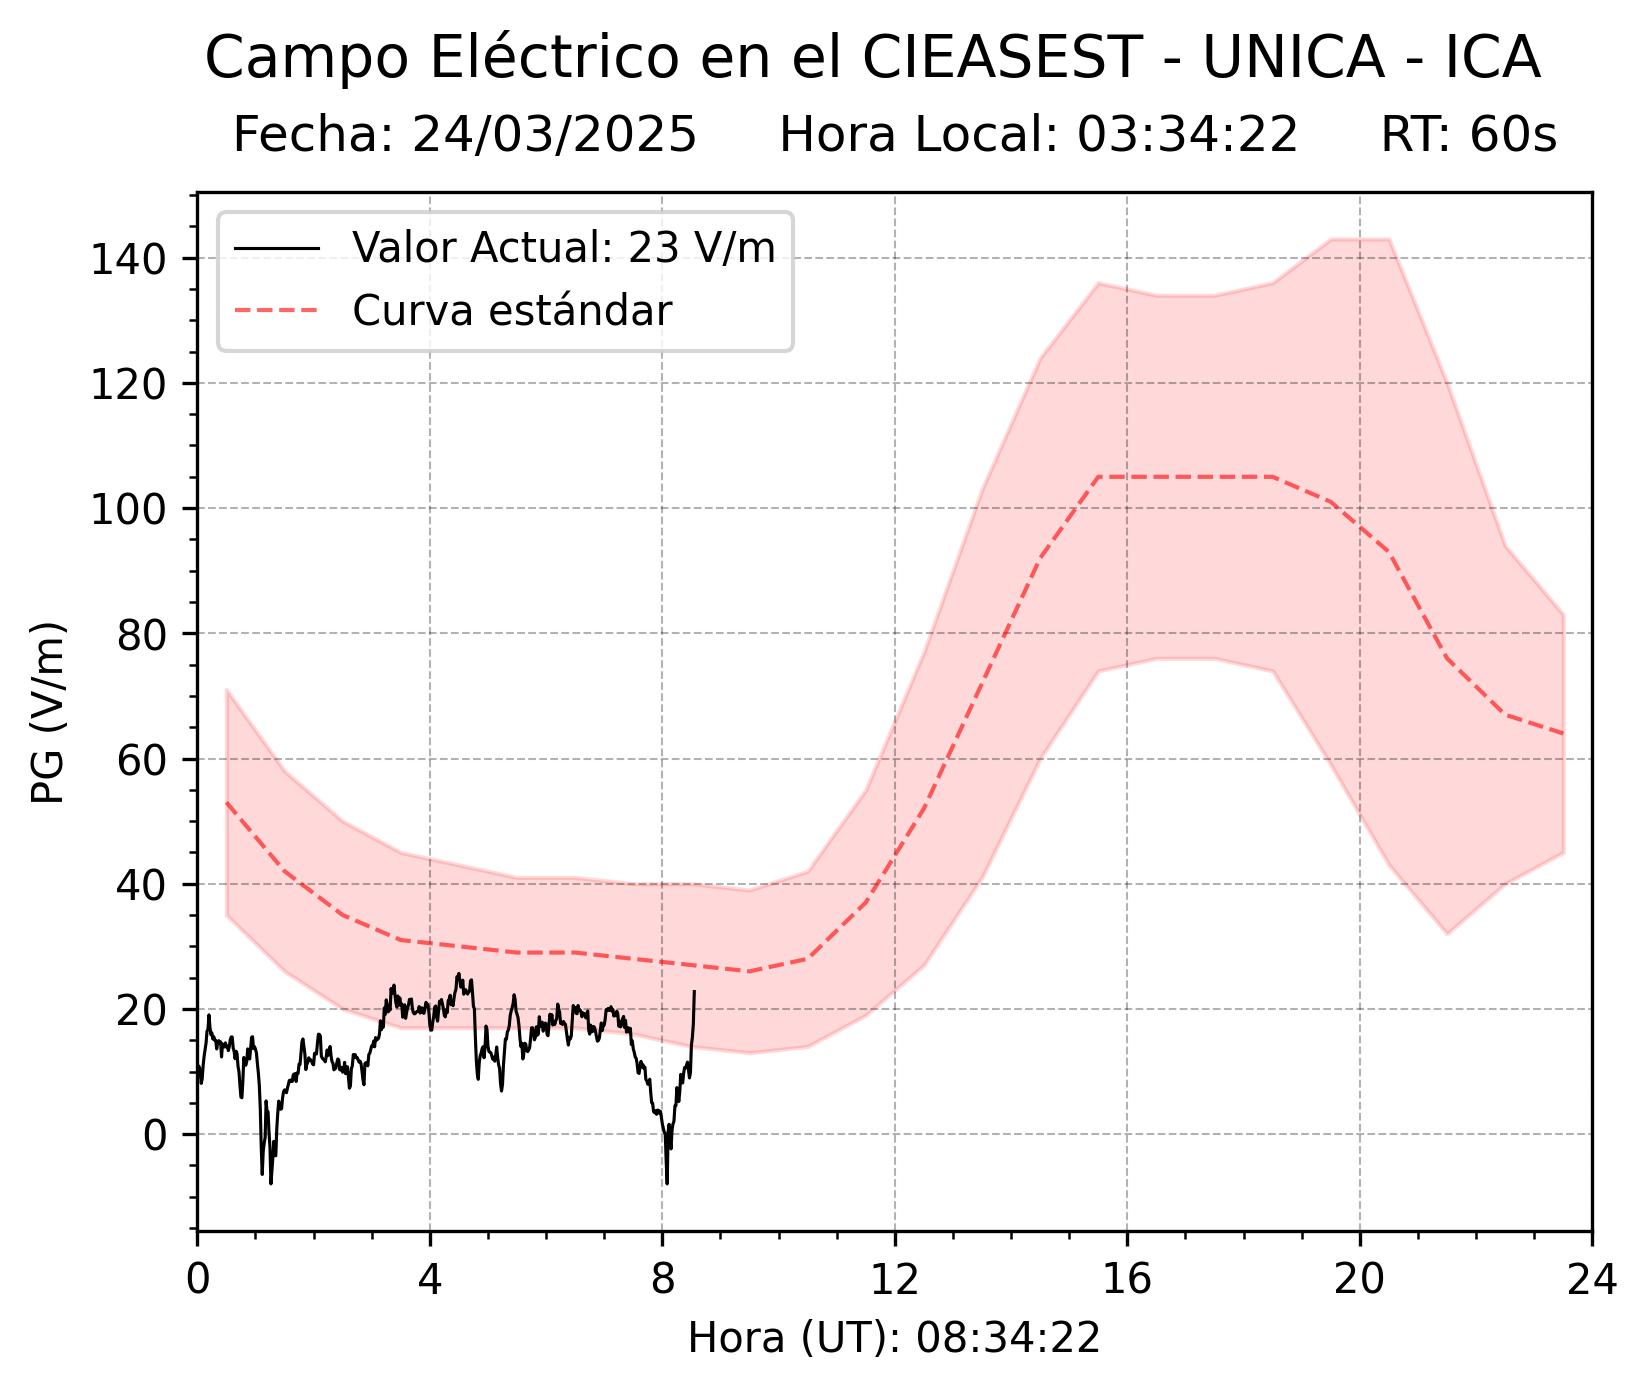 Campo Eléctrico en el CIEASEST - UNICA - ICA
Fecha: 24/03/2025 Hora Local: 03:34:22 RT: 60s
Valor Actual: 23 V/m
Curva estándar
PG (V/m)
140
120
100
80
60
40
20
0
0 4 8 12 16 20 24
Hora (UT): 08:34:22